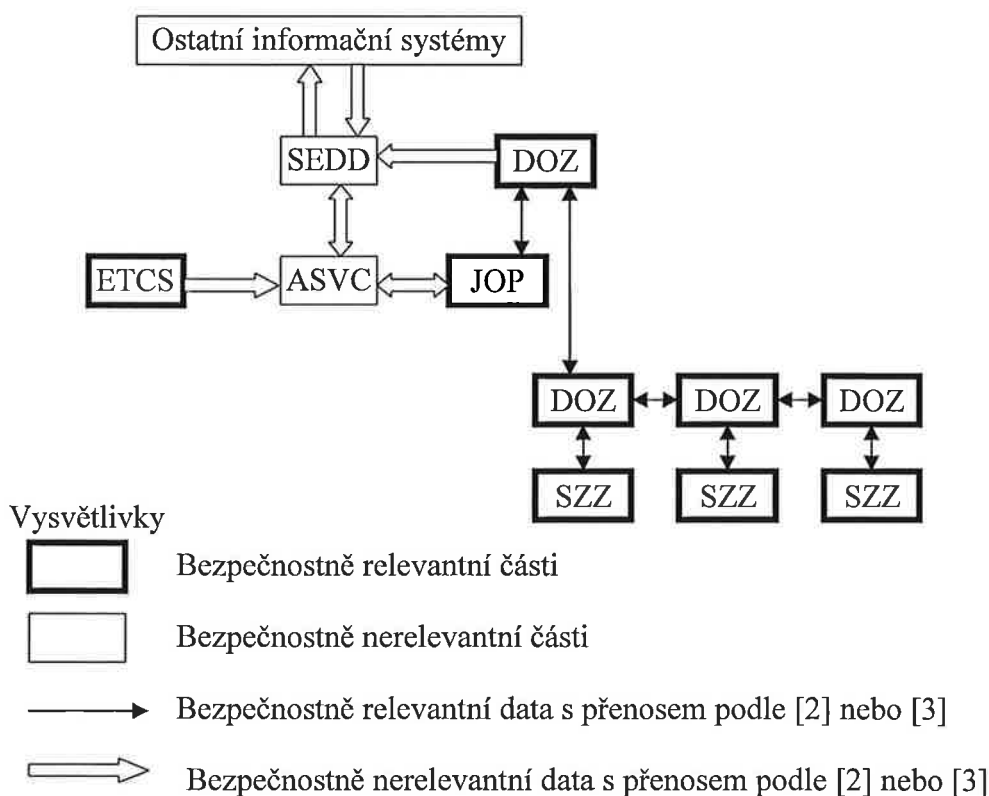 Ostatní informační systémy
SEDD
DOZ
ETCS
ASVC
JOP
DOZ
DOZ
DOZ
SZZ
SZZ
SZZ
Vysvětlivky
Bezpečnostně relevantní části
Bezpečnostně nerelevantní části
Bezpečnostně relevantní data s přenosem podle [2] nebo [3]
Bezpečnostně nerelevantní data s přenosem podle [2] nebo [3]